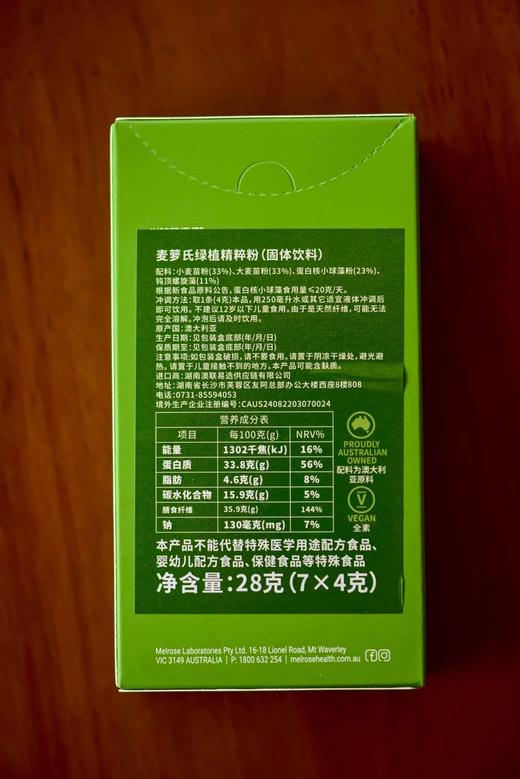 麦萝氏绿植精粹粉（固体饮料）
配料：小麦苗粉(33%)、大麦苗粉(33%)、蛋白核小球藻粉(23%)、
钝顶螺旋藻(11%)
根据新食品原料公告，蛋白核小球藻食用量≤20克/天。
冲调方法：取1条(4克)本品，用250毫升水或其它适宜液体冲调后
即可饮用。不建议12岁以下儿童食用。由于是天然纤维，可能无法
完全溶解。冲泡后请及时饮用。
原产国：澳大利亚
生产日期：见包装盒底部(年/月/日)
保质期至：见包装盒底部(年/月/日)
注意事项：如包装盒破损，请不要食用。请置于阴凉干燥处，避光避
热。请置于儿童接触不到的地方。本产品可能含麸质。
进口商：湖南澳联易选供应链有限公司
地址：湖南省长沙市芙蓉区友阿总部办公大楼西座8楼808
电话：0731-85594053
境外生产企业注册编号：CAUS24082203070024
营养成分表
项目 每100克(g) NRV%
能量 1302千焦(kJ) 16%
蛋白质 33.8克(g) 56%
脂肪 4.6克(g) 8%
碳水化合物 15.9克(g) 5%
膳食纤维 35.9克(g) 144%
钠 130毫克(mg) 7%
PROUDLY
AUSTRALIAN
OWNED
配料为澳大利
亚原料
V
VEGAN
全素
本产品不能代替特殊医学用途配方食品、
婴幼儿配方食品、保健食品等特殊食品
净含量：28克（7×4克）
Melrose Laboratories Pty Ltd. 16-18 Lionel Road, Mt Waverley
VIC 3149 AUSTRALIA | P: 1800 632 254 | melrosehealth.com.au